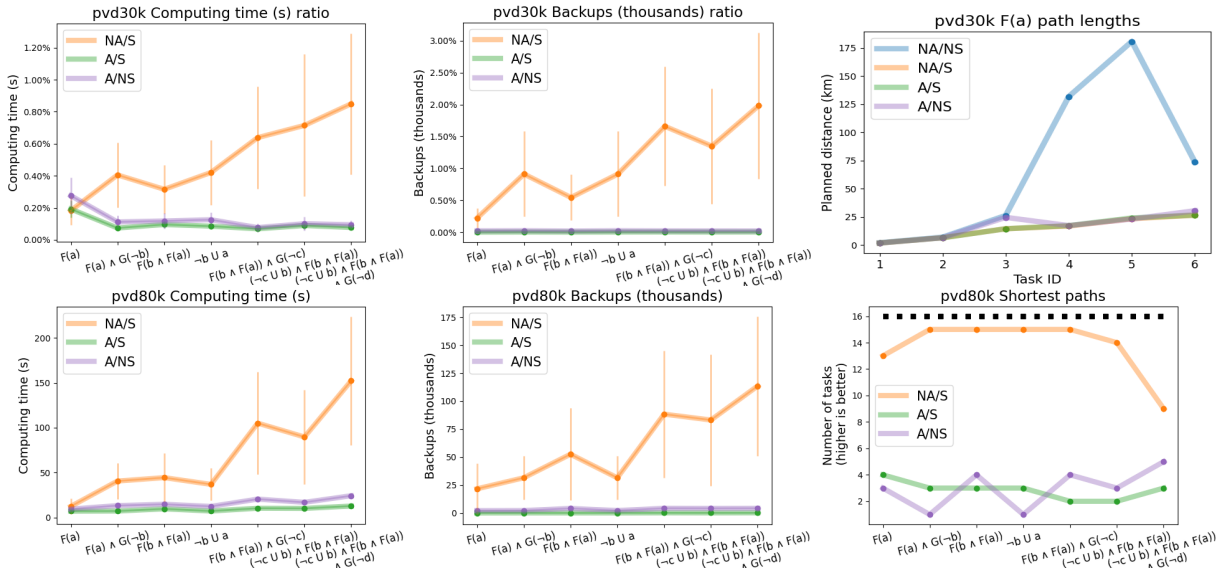 pvd30k Computing time (s) ratio
Computing time (s)
1.20%
1.00%
0.80%
0.60%
0.40%
0.20%
0.00%
NA/S
A/S
A/NS
F(a)
F(a) ∧ G(¬b)
F(b ∧ F(a))
¬b U a
F(b ∧ F(a)) ∧ G(¬c)
(¬c U b) ∧ F(b ∧ F(a))
(¬c U b) ∧ F(b ∧ F(a))
∧ G(¬d)
pvd30k Backups (thousands) ratio
Backups (thousands)
3.00%
2.50%
2.00%
1.50%
1.00%
0.50%
0.00%
NA/S
A/S
A/NS
F(a)
F(a) ∧ G(¬b)
F(b ∧ F(a))
¬b U a
F(b ∧ F(a)) ∧ G(¬c)
(¬c U b) ∧ F(b ∧ F(a))
(¬c U b) ∧ F(b ∧ F(a))
∧ G(¬d)
pvd30k F(a) path lengths
Planned distance (km)
175
150
125
100
75
50
25
0
NA/NS
NA/S
A/S
A/NS
1 2 3 4 5 6
Task ID
pvd80k Computing time (s)
Computing time (s)
200
150
100
50
0
NA/S
A/S
A/NS
F(a)
F(a) ∧ G(¬b)
F(b ∧ F(a))
¬b U a
F(b ∧ F(a)) ∧ G(¬c)
(¬c U b) ∧ F(b ∧ F(a))
(¬c U b) ∧ F(b ∧ F(a))
∧ G(¬d)
pvd80k Backups (thousands)
Backups (thousands)
175
150
125
100
75
50
25
0
NA/S
A/S
A/NS
F(a)
F(a) ∧ G(¬b)
F(b ∧ F(a))
¬b U a
F(b ∧ F(a)) ∧ G(¬c)
(¬c U b) ∧ F(b ∧ F(a))
(¬c U b) ∧ F(b ∧ F(a))
∧ G(¬d)
pvd80k Shortest paths
Number of tasks
(higher is better)
16
14
12
10
8
6
4
2
NA/S
A/S
A/NS
F(a)
F(a) ∧ G(¬b)
F(b ∧ F(a))
¬b U a
F(b ∧ F(a)) ∧ G(¬c)
(¬c U b) ∧ F(b ∧ F(a))
(¬c U b) ∧ F(b ∧ F(a))
∧ G(¬d)